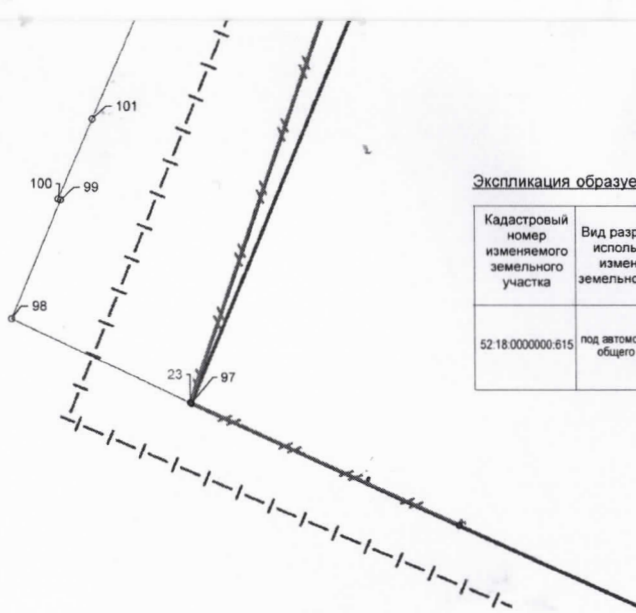 101
100 99
98
23 97
Экспликация образуе
Кадастровый
номер
изменяемого
земельного
участка
Вид разр
исполь
измен
земельно
52:18:0000000:615
под автомо
общего